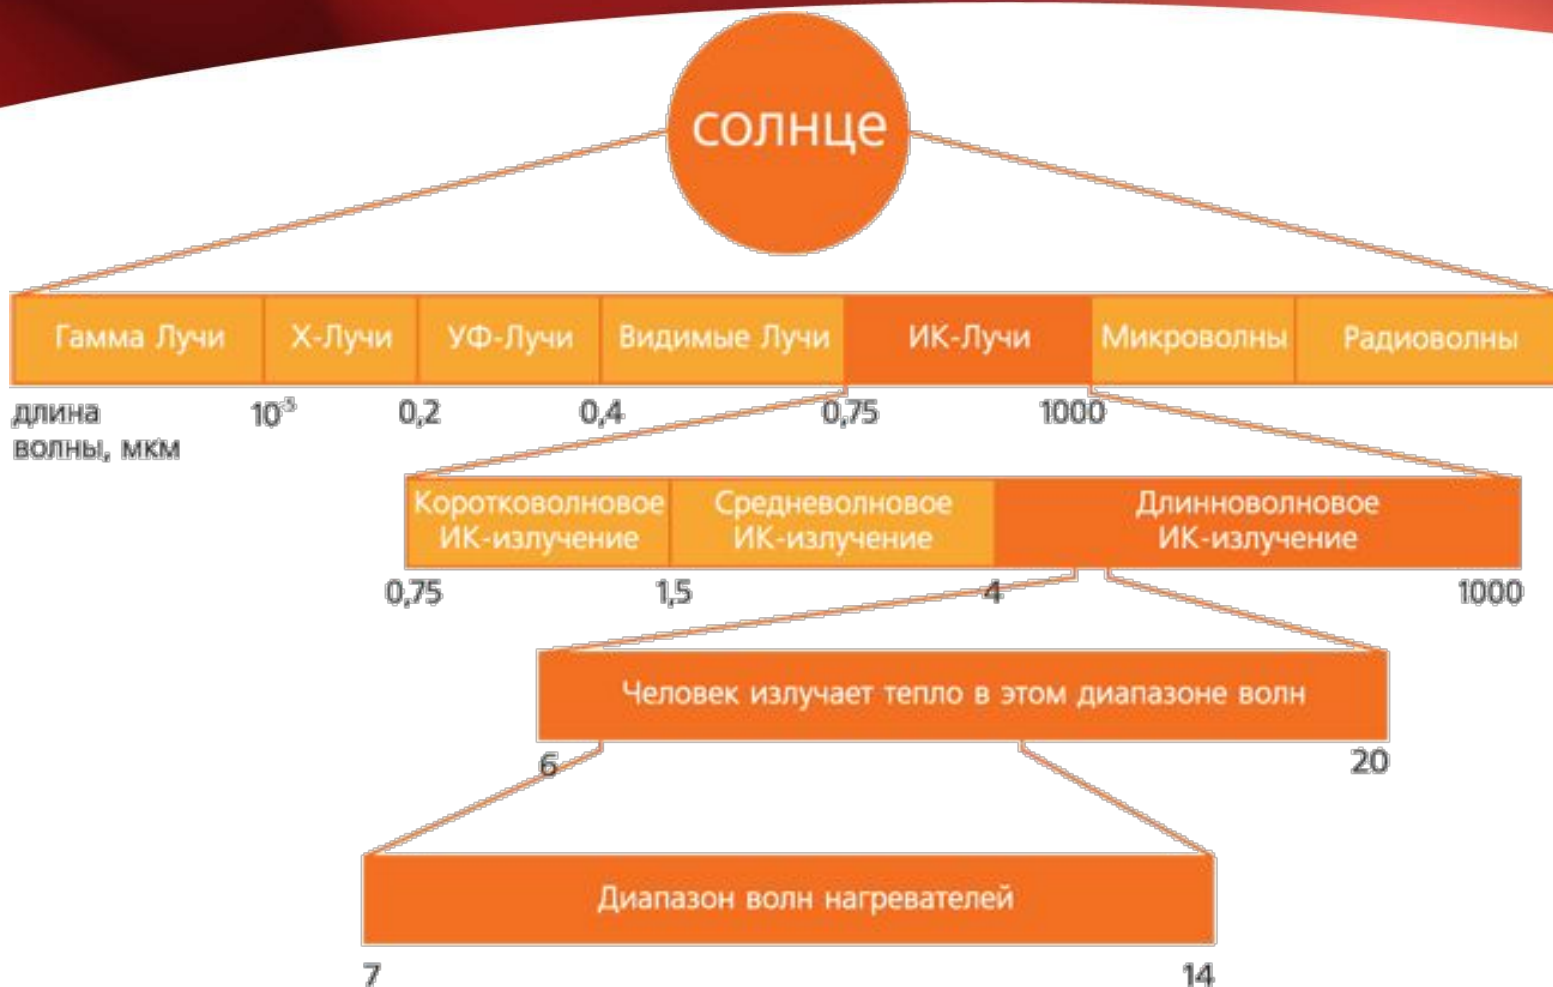 солнце
Гамма Лучи
Х-Лучи
УФ-Лучи
Видимые Лучи
ИК-Лучи
Микроволны
Радиоволны
длина
волны, мкм
10⁻⁵
0,2
0,4
0,75
1000
Коротковолновое
ИК-излучение
Средневолновое
ИК-излучение
Длинноволновое
ИК-излучение
0,75
1,5
4
1000
Человек излучает тепло в этом диапазоне волн
6
20
Диапазон волн нагревателей
7
14